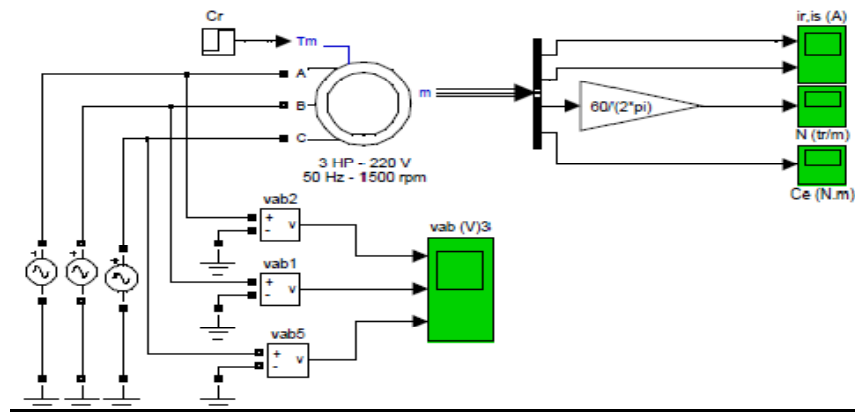 Cr
ir,is (A)
Tm
A
B
C
m
60/(2*pi)
N (tr/m)
3 HP - 220 V
50 Hz - 1500 rpm
Ce (N.m)
vab2
+
-
v
vab (V)3
vab1
+
-
v
vab5
+
-
v